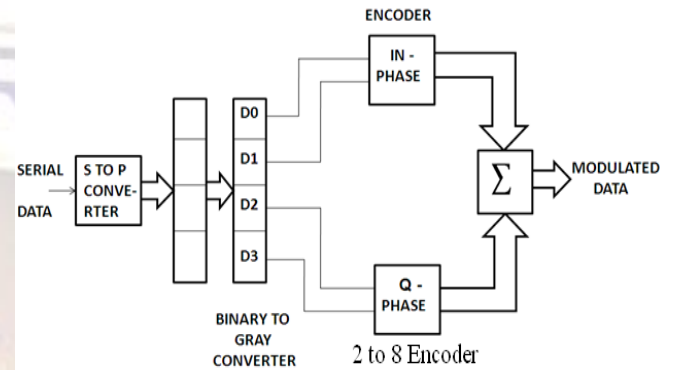 ENCODER
IN -
PHASE
D0
D1
D2
D3
SERIAL
DATA
S TO P
CONVE-
RTER
Σ
MODULATED
DATA
Q -
PHASE
BINARY TO
GRAY
CONVERTER
2 to 8 Encoder